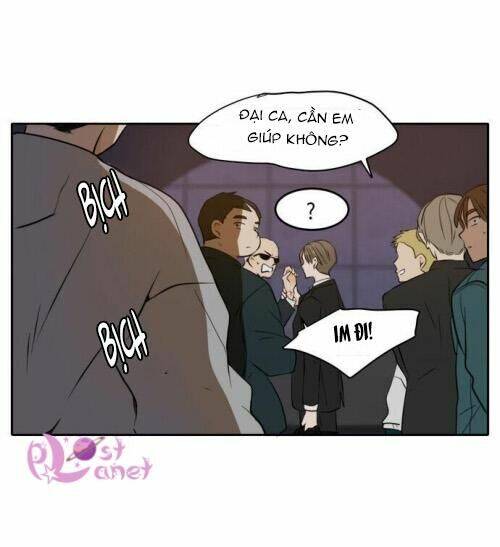 ĐẠI CA, CẦN EM
GIÚP KHÔNG?
?
BỊCH
BỊCH
IM ĐI!
Lost
Planet